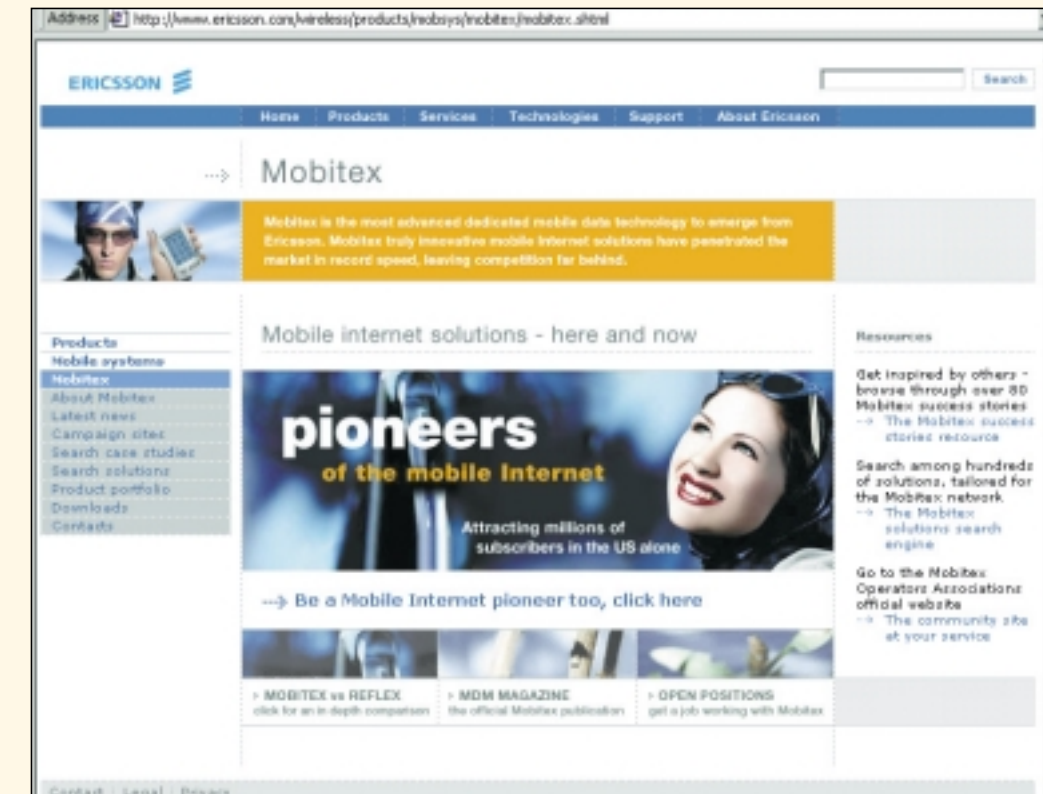 Address http://www.ericsson.com/wireless/products/mobsys/mobitex/mobitex.shtml
ERICSSON
Search
Home Products Services Technologies Support About Ericsson
Mobitex
Mobitex is the most advanced dedicated mobile data technology to emerge from
Ericsson. Mobitex truly innovative mobile Internet solutions have penetrated the
market in record speed, leaving competition far behind.
Products
Mobile systems
Mobitex
About Mobitex
Latest news
Campaign sites
Search case studies
Search solutions
Product portfolio
Downloads
Contacts
Mobile internet solutions - here and now
pioneers
of the mobile Internet
Attracting millions of
subscribers in the US alone
Be a Mobile Internet pioneer too, click here
MOBITEX vs REFLEX
click for an in depth comparison
MDM MAGAZINE
the official Mobitex publication
OPEN POSITIONS
get a job working with Mobitex
Resources
Get inspired by others -
browse through over 80
Mobitex success stories
The Mobitex success
stories resource
Search among hundreds
of solutions, tailored for
the Mobitex network
The Mobitex
solutions search
engine
Go to the Mobitex
Operators Associations
official website
The community site
at your service
Contact | Legal | Privacy